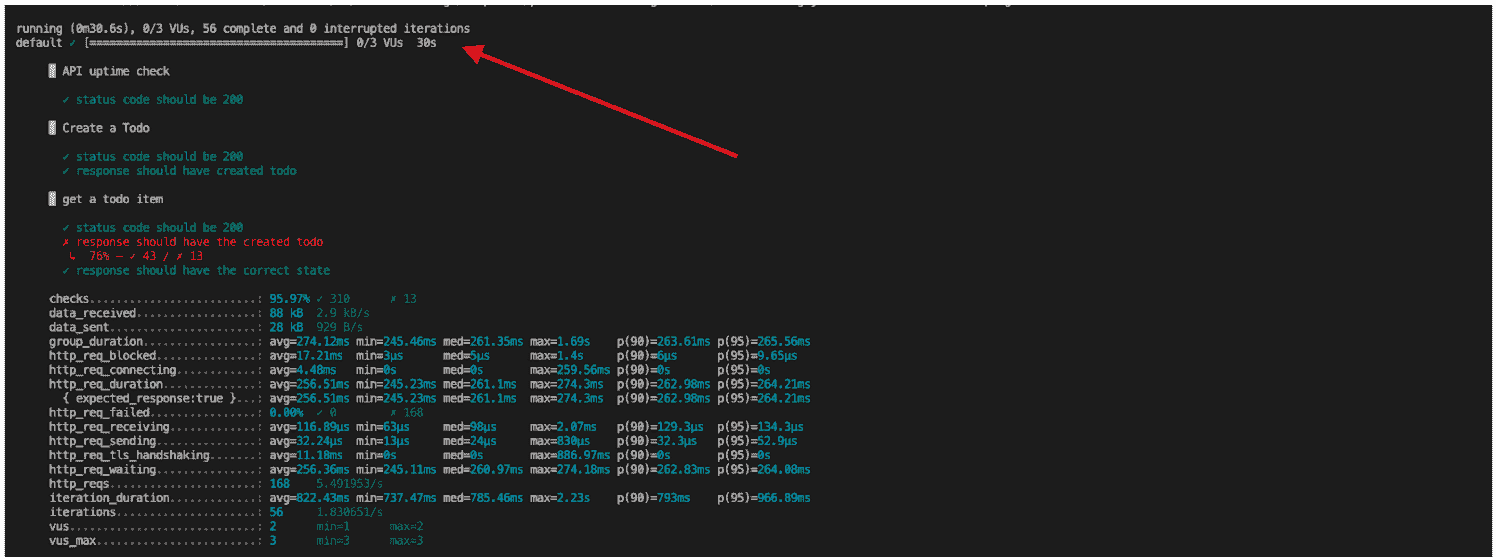 running (0m30.6s), 0/3 VUs, 56 complete and 0 interrupted iterations
default ✓ [======================================] 0/3 VUs  30s
█ API uptime check
✓ status code should be 200
█ Create a Todo
✓ status code should be 200
✓ response should have created todo
█ get a todo item
✓ status code should be 200
✗ response should have the created todo
↳  76% — ✓ 43 / ✗ 13
✓ response should have the correct state
checks.........................: 95.97% ✓ 310      ✗ 13
data_received..................: 88 kB  2.9 kB/s
data_sent......................: 28 kB  929 B/s
group_duration.................: avg=274.12ms min=245.46ms med=261.35ms max=1.69s    p(90)=263.61ms p(95)=265.56ms
http_req_blocked...............: avg=17.21ms  min=3µs      med=5µs      max=1.4s     p(90)=6µs      p(95)=9.65µs
http_req_connecting............: avg=4.48ms   min=0s       med=0s       max=259.56ms p(90)=0s       p(95)=0s
http_req_duration..............: avg=256.51ms min=245.23ms med=261.1ms  max=274.3ms  p(90)=262.98ms p(95)=264.21ms
{ expected_response:true }...: avg=256.51ms min=245.23ms med=261.1ms  max=274.3ms  p(90)=262.98ms p(95)=264.21ms
http_req_failed................: 0.00%  ✓ 0        ✗ 168
http_req_receiving.............: avg=116.89µs min=63µs     med=98µs     max=2.07ms   p(90)=129.3µs  p(95)=134.3µs
http_req_sending...............: avg=32.24µs  min=13µs     med=24µs     max=830µs    p(90)=32.3µs   p(95)=52.9µs
http_req_tls_handshaking.......: avg=11.18ms  min=0s       med=0s       max=886.97ms p(90)=0s       p(95)=0s
http_req_waiting...............: avg=256.36ms min=245.11ms med=260.97ms max=274.18ms p(90)=262.83ms p(95)=264.08ms
http_reqs......................: 168    5.491953/s
iteration_duration.............: avg=822.43ms min=737.47ms med=785.46ms max=2.23s    p(90)=793ms    p(95)=966.89ms
iterations.....................: 56     1.830651/s
vus............................: 2      min=1      max=2
vus_max........................: 3      min=3      max=3